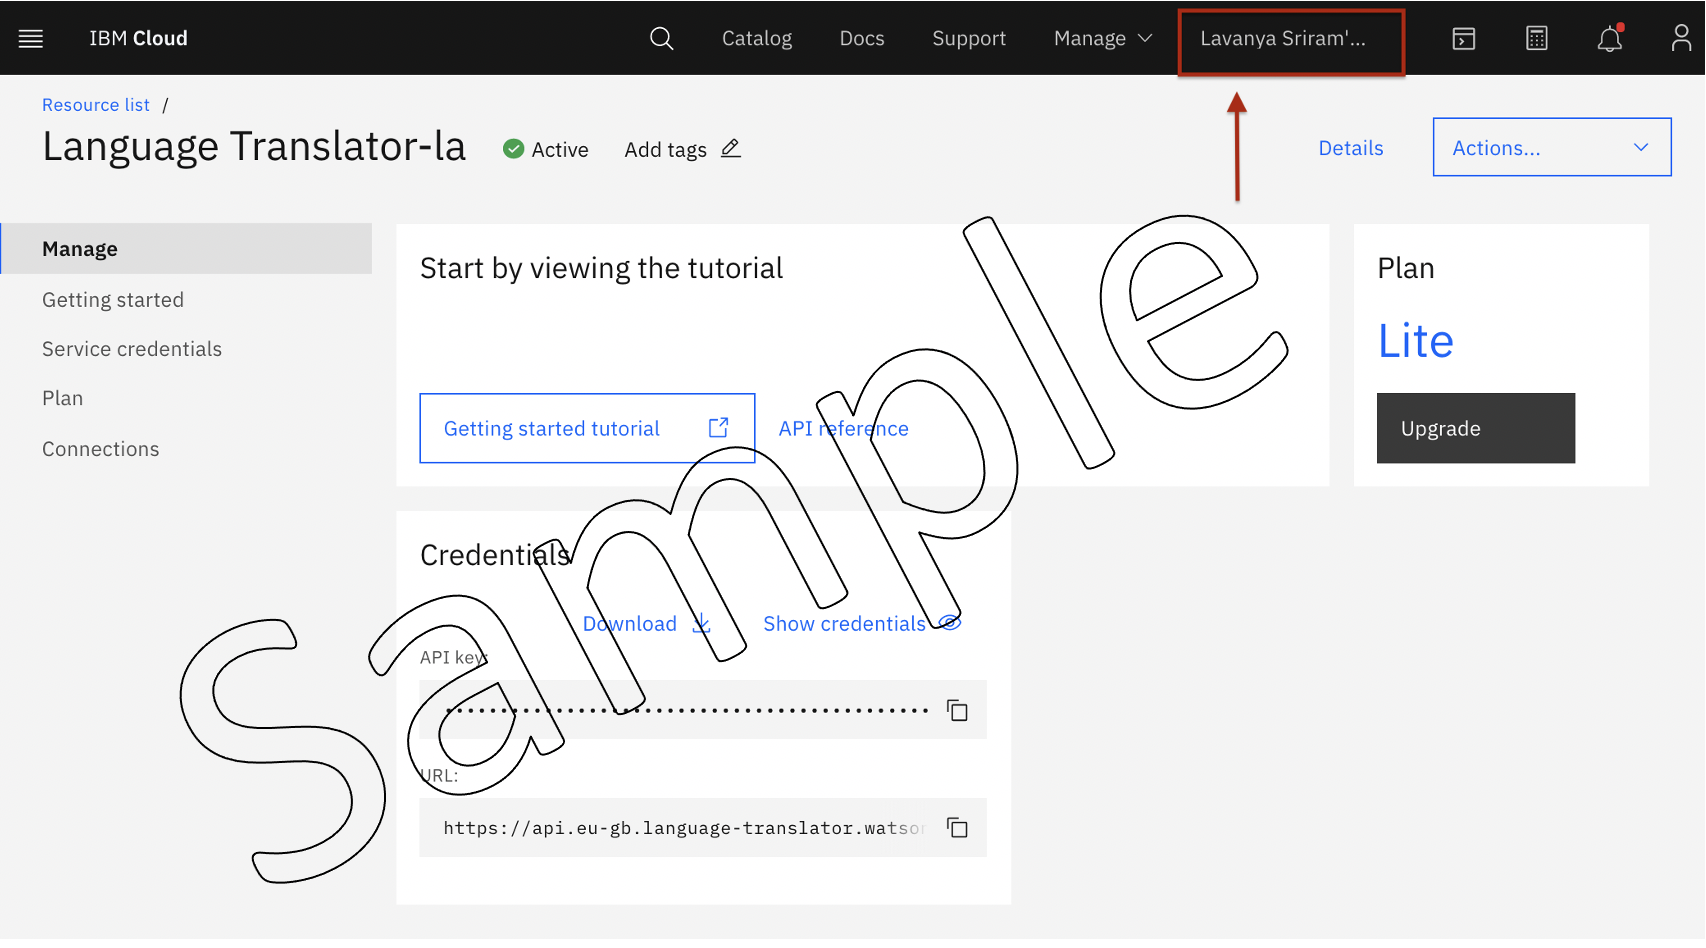 IBM Cloud Catalog Docs Support Manage Lavanya Sriram'...
Resource list /
Language Translator-la Active Add tags Details Actions...
Manage
Getting started
Service credentials
Plan
Connections
Start by viewing the tutorial
Getting started tutorial API reference
Plan
Lite
Upgrade
Credentials
Download Show credentials
API key:
URL:
https://api.eu-gb.language-translator.watson
Sample